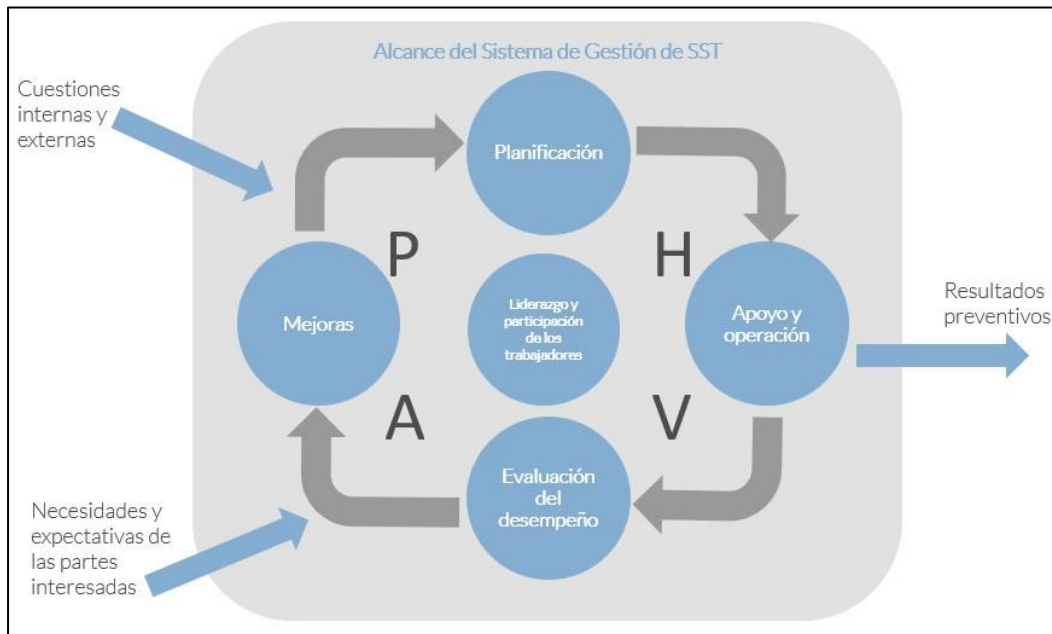 Alcance del Sistema de Gestión de SST
Cuestiones
internas y
externas
Planificación
P
H
Mejoras
Liderazgo y
participación
de los
trabajadores
Apoyo y
operación
Resultados
preventivos
A
V
Evaluación
del
desempeño
Necesidades y
expectativas de
las partes
interesadas